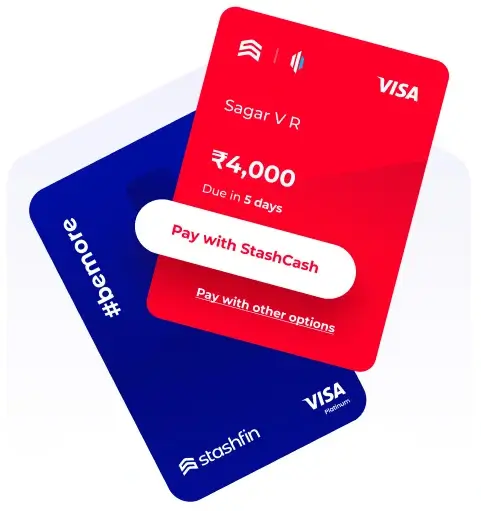 VISA
Sagar V R
₹4,000
Due in 5 days
Pay with StashCash
Pay with other options
#bemore
VISA
Platinum
stashfin